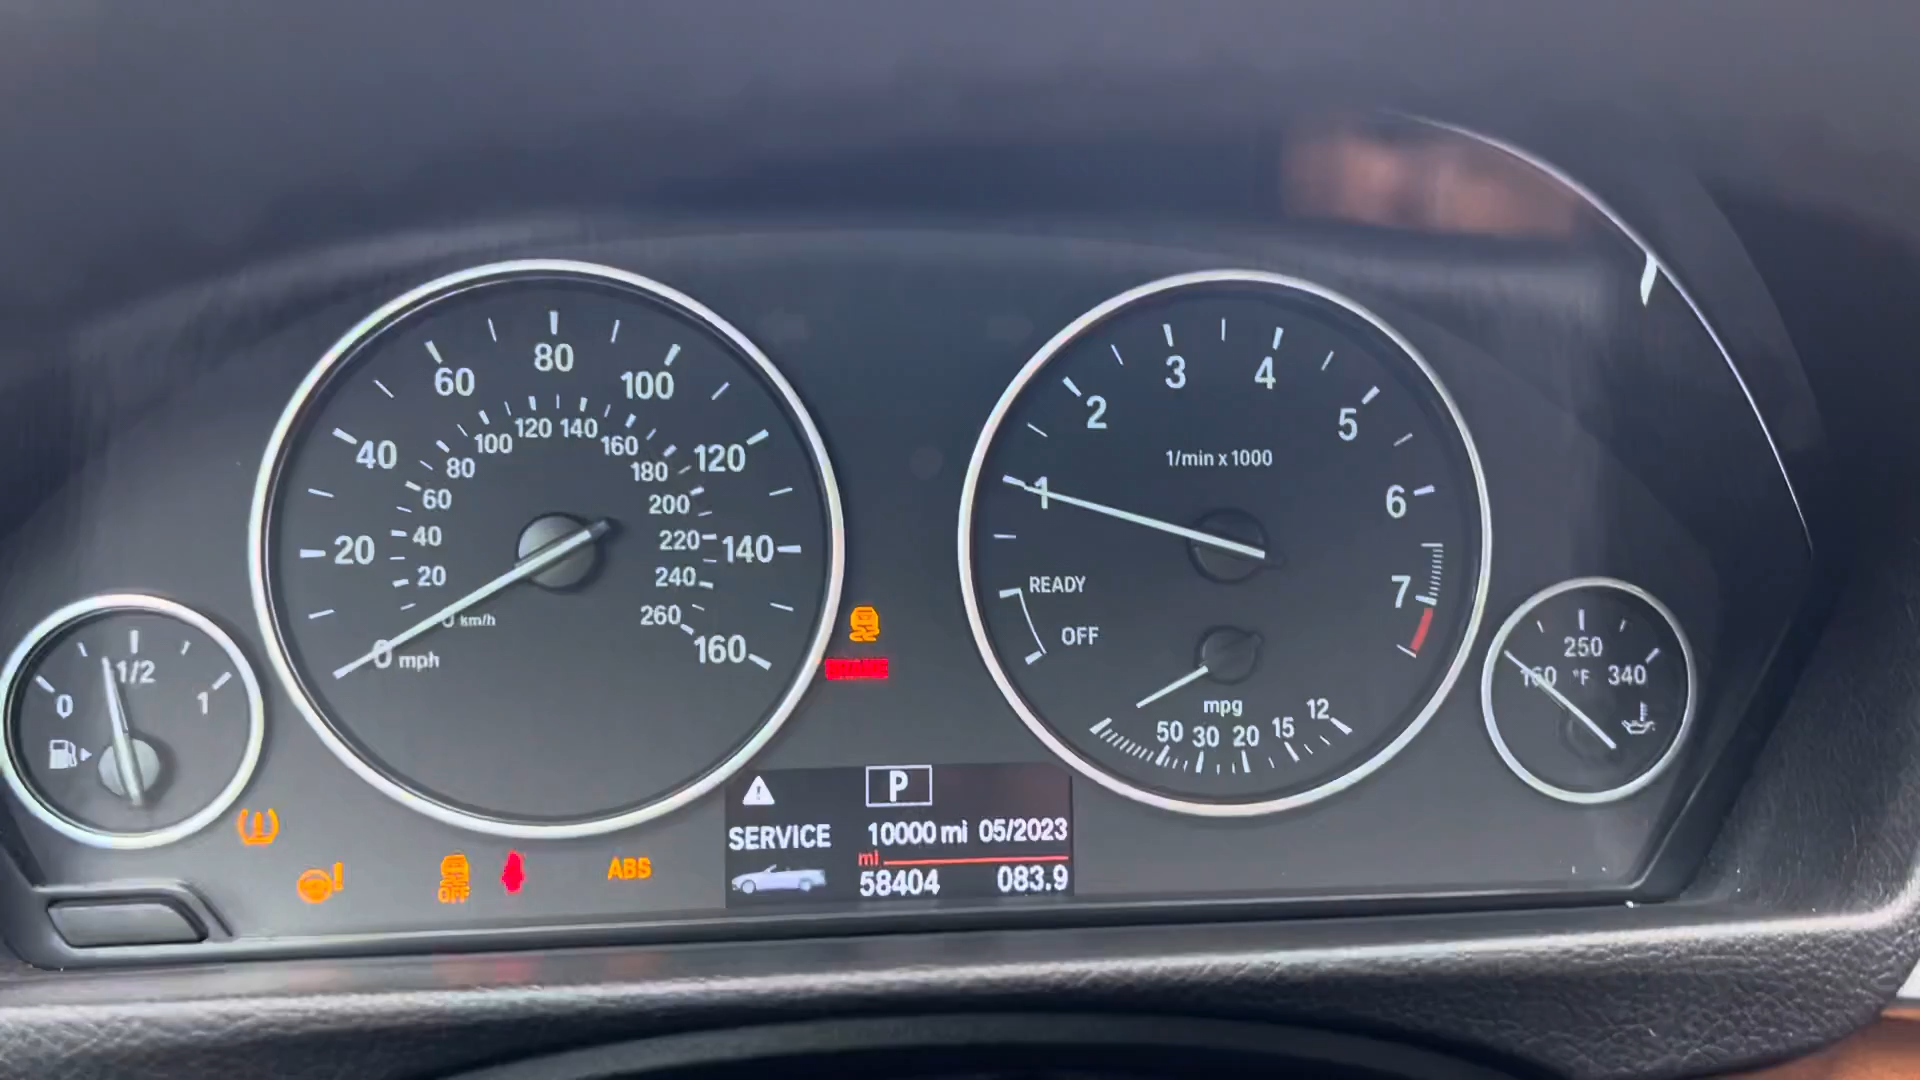 0
1/2
1
20
40
60
80
100
120
140
160
mph
20
40
60
80
100
120
140
160
180
200
220
240
260
km/h
1
2
3
4
5
6
7
1/min x 1000
READY
OFF
mpg
50 30 20 15 12
250
160 °F 340
OFF
ABS
P
SERVICE 10000 mi 05/2023
mi
58404 083.9